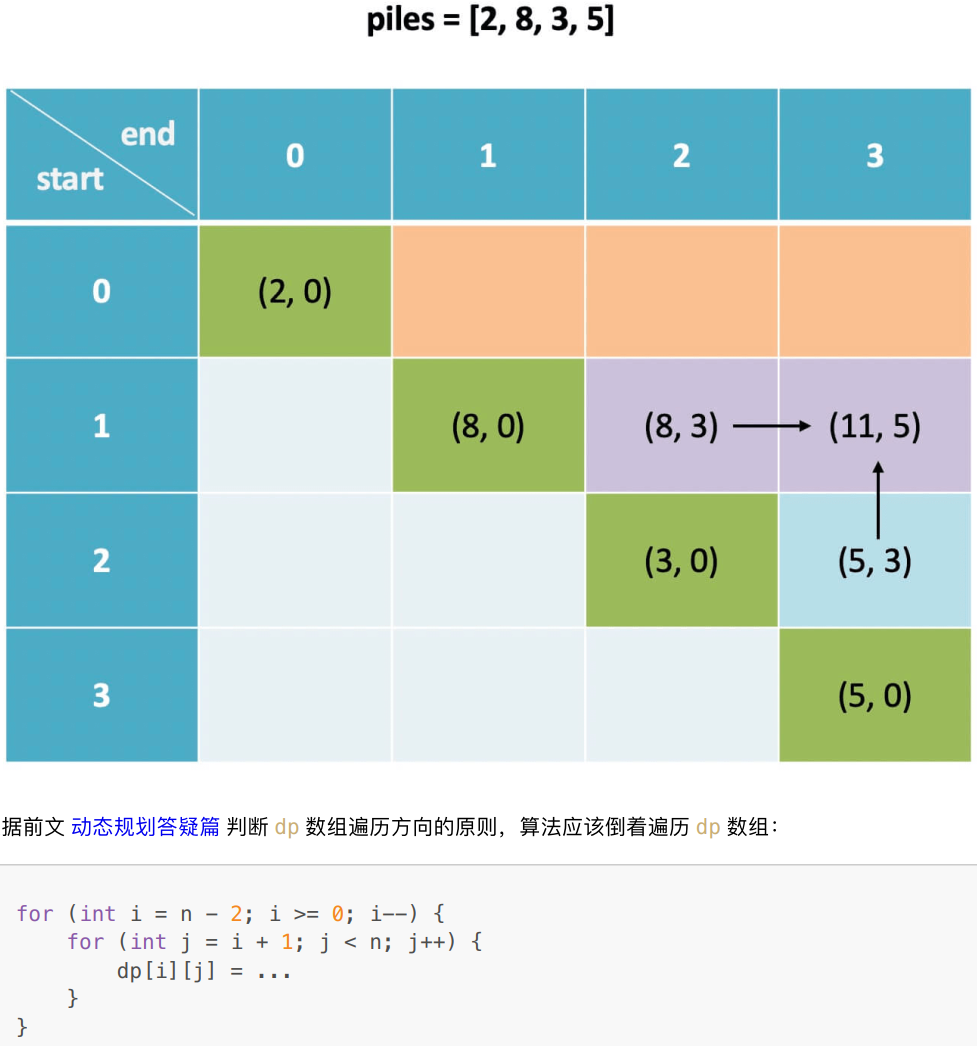 piles = [2, 8, 3, 5]
end
start
0 1 2 3
0 (2, 0)
1 (8, 0) (8, 3) (11, 5)
2 (3, 0) (5, 3)
3 (5, 0)
据前文 动态规划答疑篇 判断 dp 数组遍历方向的原则，算法应该倒着遍历 dp 数组：
for (int i = n - 2; i >= 0; i--) {
    for (int j = i + 1; j < n; j++) {
        dp[i][j] = ...
    }
}